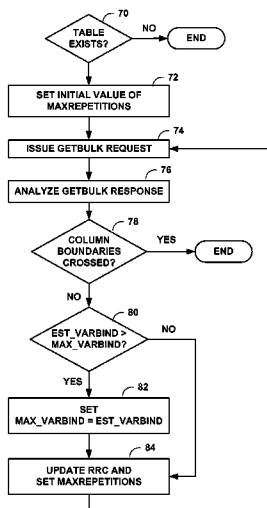 70
TABLE
EXISTS?
NO
END
72
SET INITIAL VALUE OF
MAXREPETITIONS
74
ISSUE GETBULK REQUEST
76
ANALYZE GETBULK RESPONSE
78
COLUMN
BOUNDARIES
CROSSED?
YES
END
NO
80
EST_VARBIND >
MAX_VARBIND?
NO
YES
82
SET
MAX_VARBIND = EST_VARBIND
84
UPDATE RRC AND
SET MAXREPETITIONS